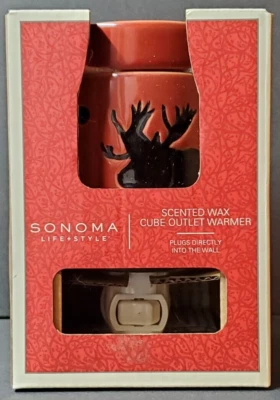 SONOMA
LIFE+STYLE
SCENTED WAX
CUBE OUTLET WARMER
PLUGS DIRECTLY
INTO THE WALL